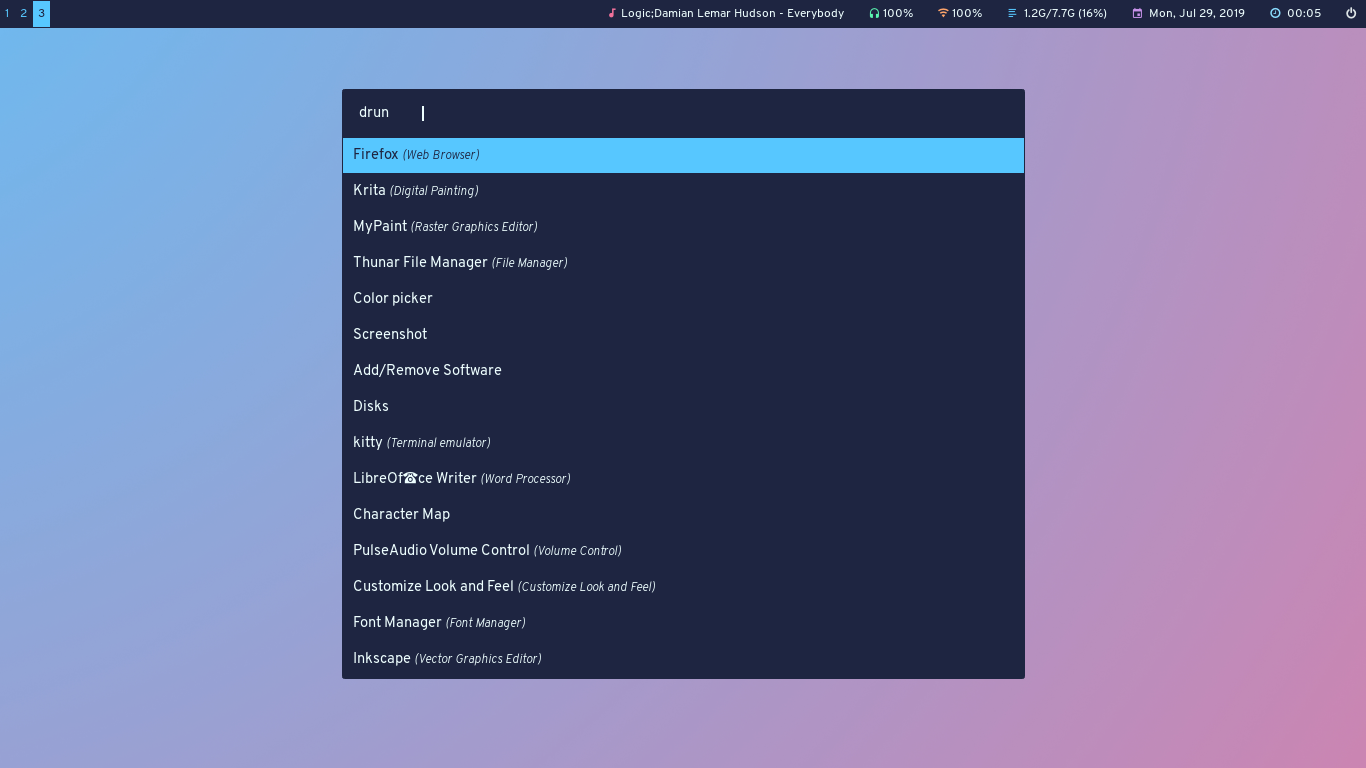 1 2 3 Logic;Damian Lemar Hudson - Everybody 100% 100% 1.2G/7.7G (16%) Mon, Jul 29, 2019 00:05
drun
Firefox (Web Browser)
Krita (Digital Painting)
MyPaint (Raster Graphics Editor)
Thunar File Manager (File Manager)
Color picker
Screenshot
Add/Remove Software
Disks
kitty (Terminal emulator)
LibreOf☎ce Writer (Word Processor)
Character Map
PulseAudio Volume Control (Volume Control)
Customize Look and Feel (Customize Look and Feel)
Font Manager (Font Manager)
Inkscape (Vector Graphics Editor)